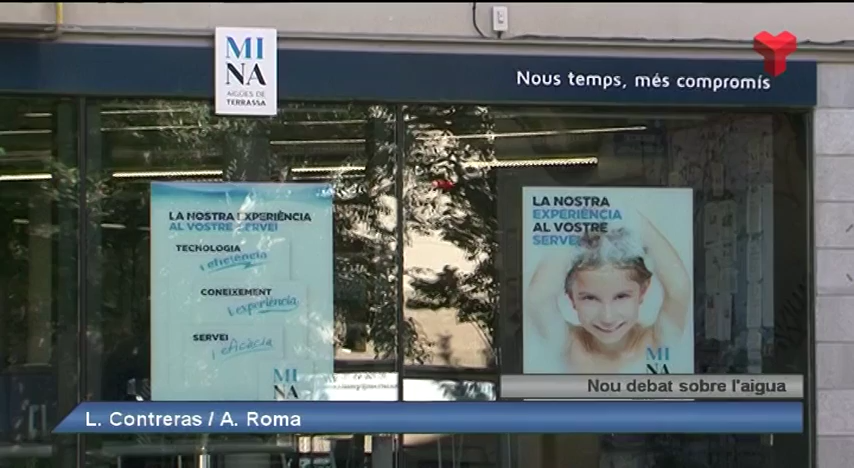 MI
NA
AIGÜES DE
TERRASSA
Nous temps, més compromís
LA NOSTRA EXPERIÈNCIA
AL VOSTRE SERVEI
TECNOLOGIA
i eficiència
CONEIXEMENT
i experiència
SERVEI
i eficàcia
MI
NA
LA NOSTRA
EXPERIÈNCIA
AL VOSTRE
SERVEI
MI
NA
Nou debat sobre l'aigua
L. Contreras / A. Roma